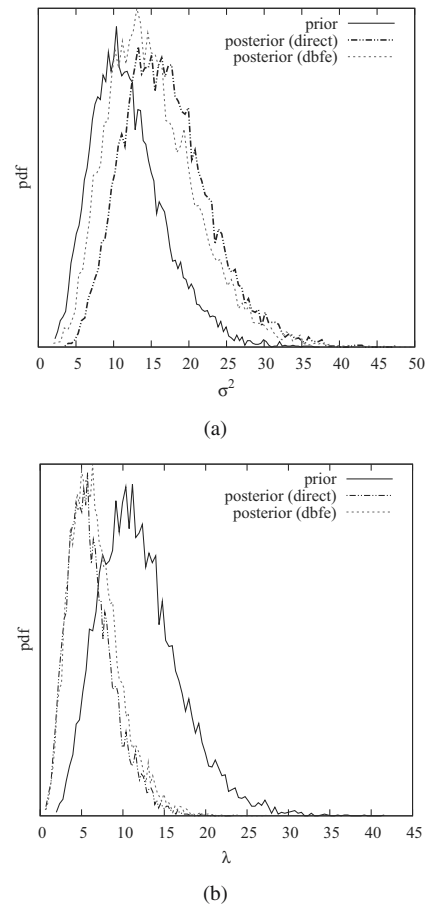 prior
posterior (direct)
posterior (dbfe)
pdf
0 5 10 15 20 25 30 35 40 45 50
σ²
(a)
prior
posterior (direct)
posterior (dbfe)
pdf
0 5 10 15 20 25 30 35 40 45
λ
(b)